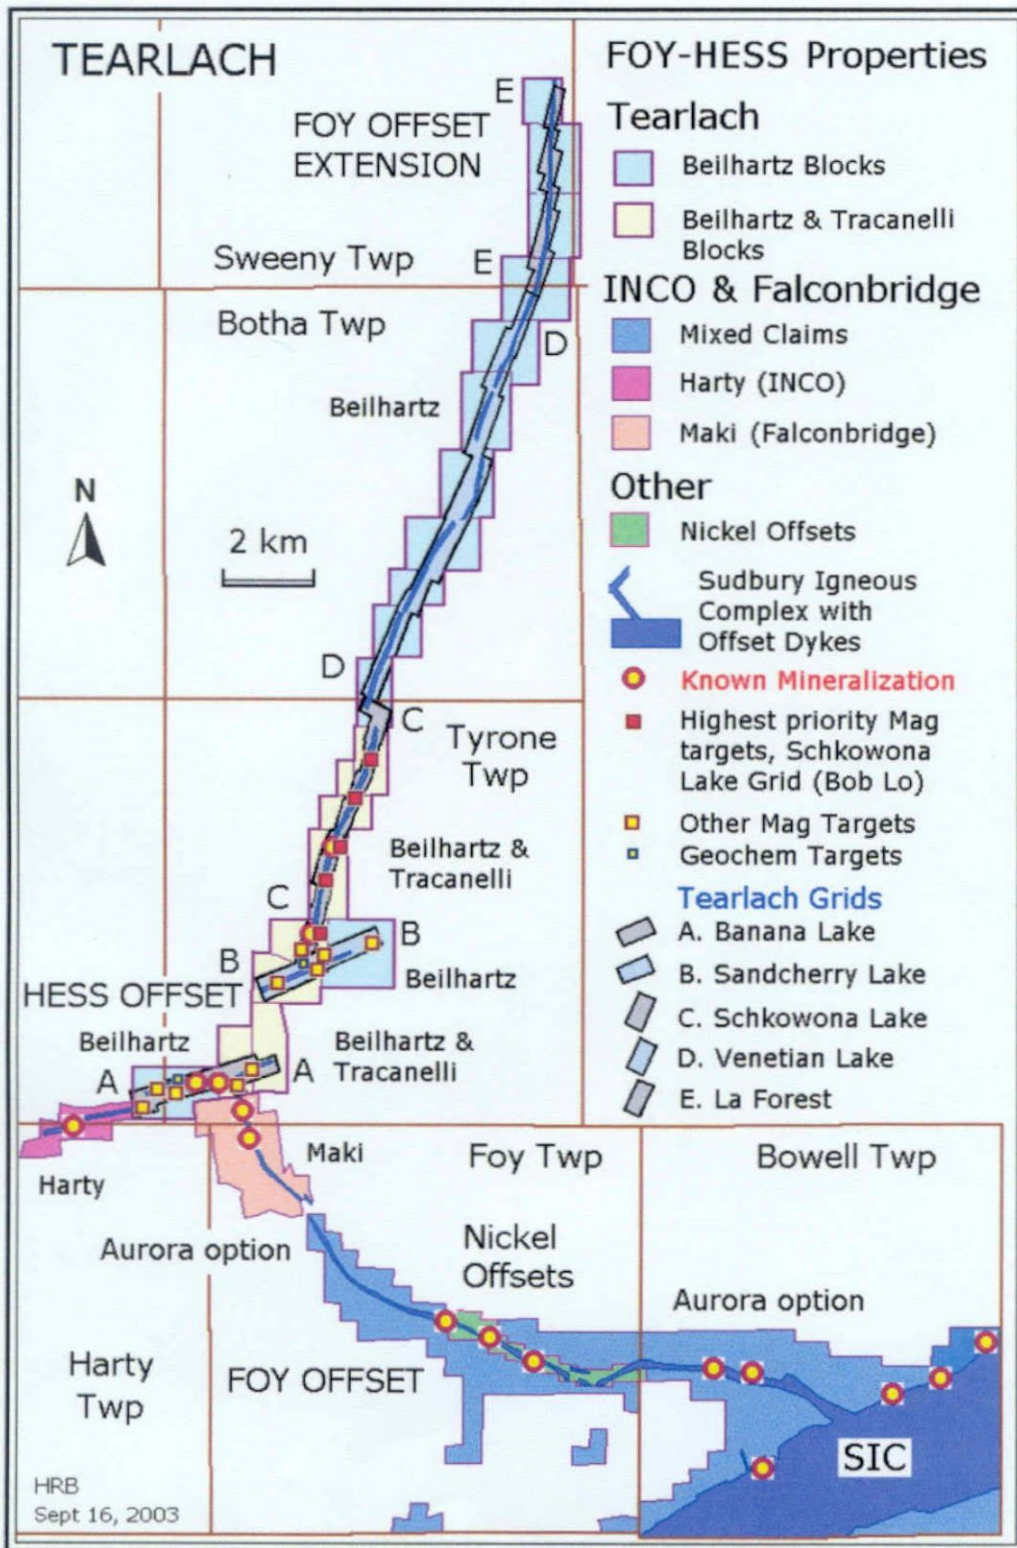 TEARLACH
FOY OFFSET
EXTENSION
E
Sweeny Twp
E
Botha Twp
D
Beilhartz
N
2 km
D
C
Tyrone
Twp
Beilhartz &
Tracanelli
C
B
B
Beilhartz
HESS OFFSET
Beilhartz
Beilhartz &
Tracanelli
A
A
Maki
Foy Twp
Bowell Twp
Harty
Aurora option
Nickel
Offsets
Aurora option
Harty
Twp
FOY OFFSET
SIC
HRB
Sept 16, 2003
FOY-HESS Properties
Tearlach
Beilhartz Blocks
Beilhartz & Tracanelli
Blocks
INCO & Falconbridge
Mixed Claims
Harty (INCO)
Maki (Falconbridge)
Other
Nickel Offsets
Sudbury Igneous
Complex with
Offset Dykes
Known Mineralization
Highest priority Mag
targets, Schkowona
Lake Grid (Bob Lo)
Other Mag Targets
Geochem Targets
Tearlach Grids
A. Banana Lake
B. Sandcherry Lake
C. Schkowona Lake
D. Venetian Lake
E. La Forest